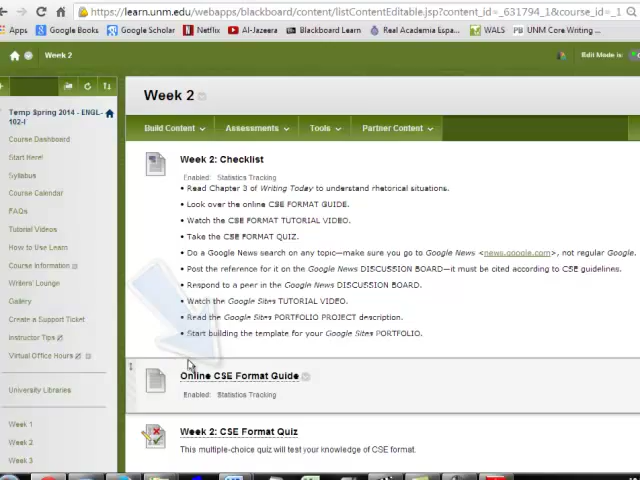 https://learn.unm.edu/webapps/blackboard/content/listContentEditable.jsp?content_id=_631794_1&course_id=_1
Apps Google Books Google Scholar Netflix Al-Jazeera Blackboard Learn Real Academia Espa... WALS UNM Core Writing
Week 2 Edit Mode is:
Week 2
Build Content Assessments Tools Partner Content
Temp Spring 2014 - ENGL-102-I
Course Dashboard
Start Here!
Syllabus
Course Calendar
FAQs
Tutorial Videos
How to Use Learn
Course Information
Writers' Lounge
Gallery
Create a Support Ticket
Instructor Tips
Virtual Office Hours
University Libraries
Week 1
Week 2
Week 3
Week 2: Checklist
Enabled: Statistics Tracking
• Read Chapter 3 of Writing Today to understand rhetorical situations.
• Look over the online CSE FORMAT GUIDE.
• Watch the CSE FORMAT TUTORIAL VIDEO.
• Take the CSE FORMAT QUIZ.
• Do a Google News search on any topic—make sure you go to Google News <news.google.com>, not regular Google.
• Post the reference for it on the Google News DISCUSSION BOARD—it must be cited according to CSE guidelines.
• Respond to a peer in the Google News DISCUSSION BOARD.
• Watch the Google Sites TUTORIAL VIDEO.
• Read the Google Sites PORTFOLIO PROJECT description.
• Start building the template for your Google Sites PORTFOLIO.
Online CSE Format Guide
Enabled: Statistics Tracking
Week 2: CSE Format Quiz
This multiple-choice quiz will test your knowledge of CSE format.